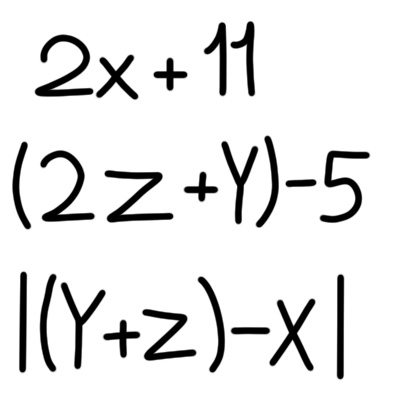 2x + 11
(2z + Y) - 5
|(Y + z) - X|